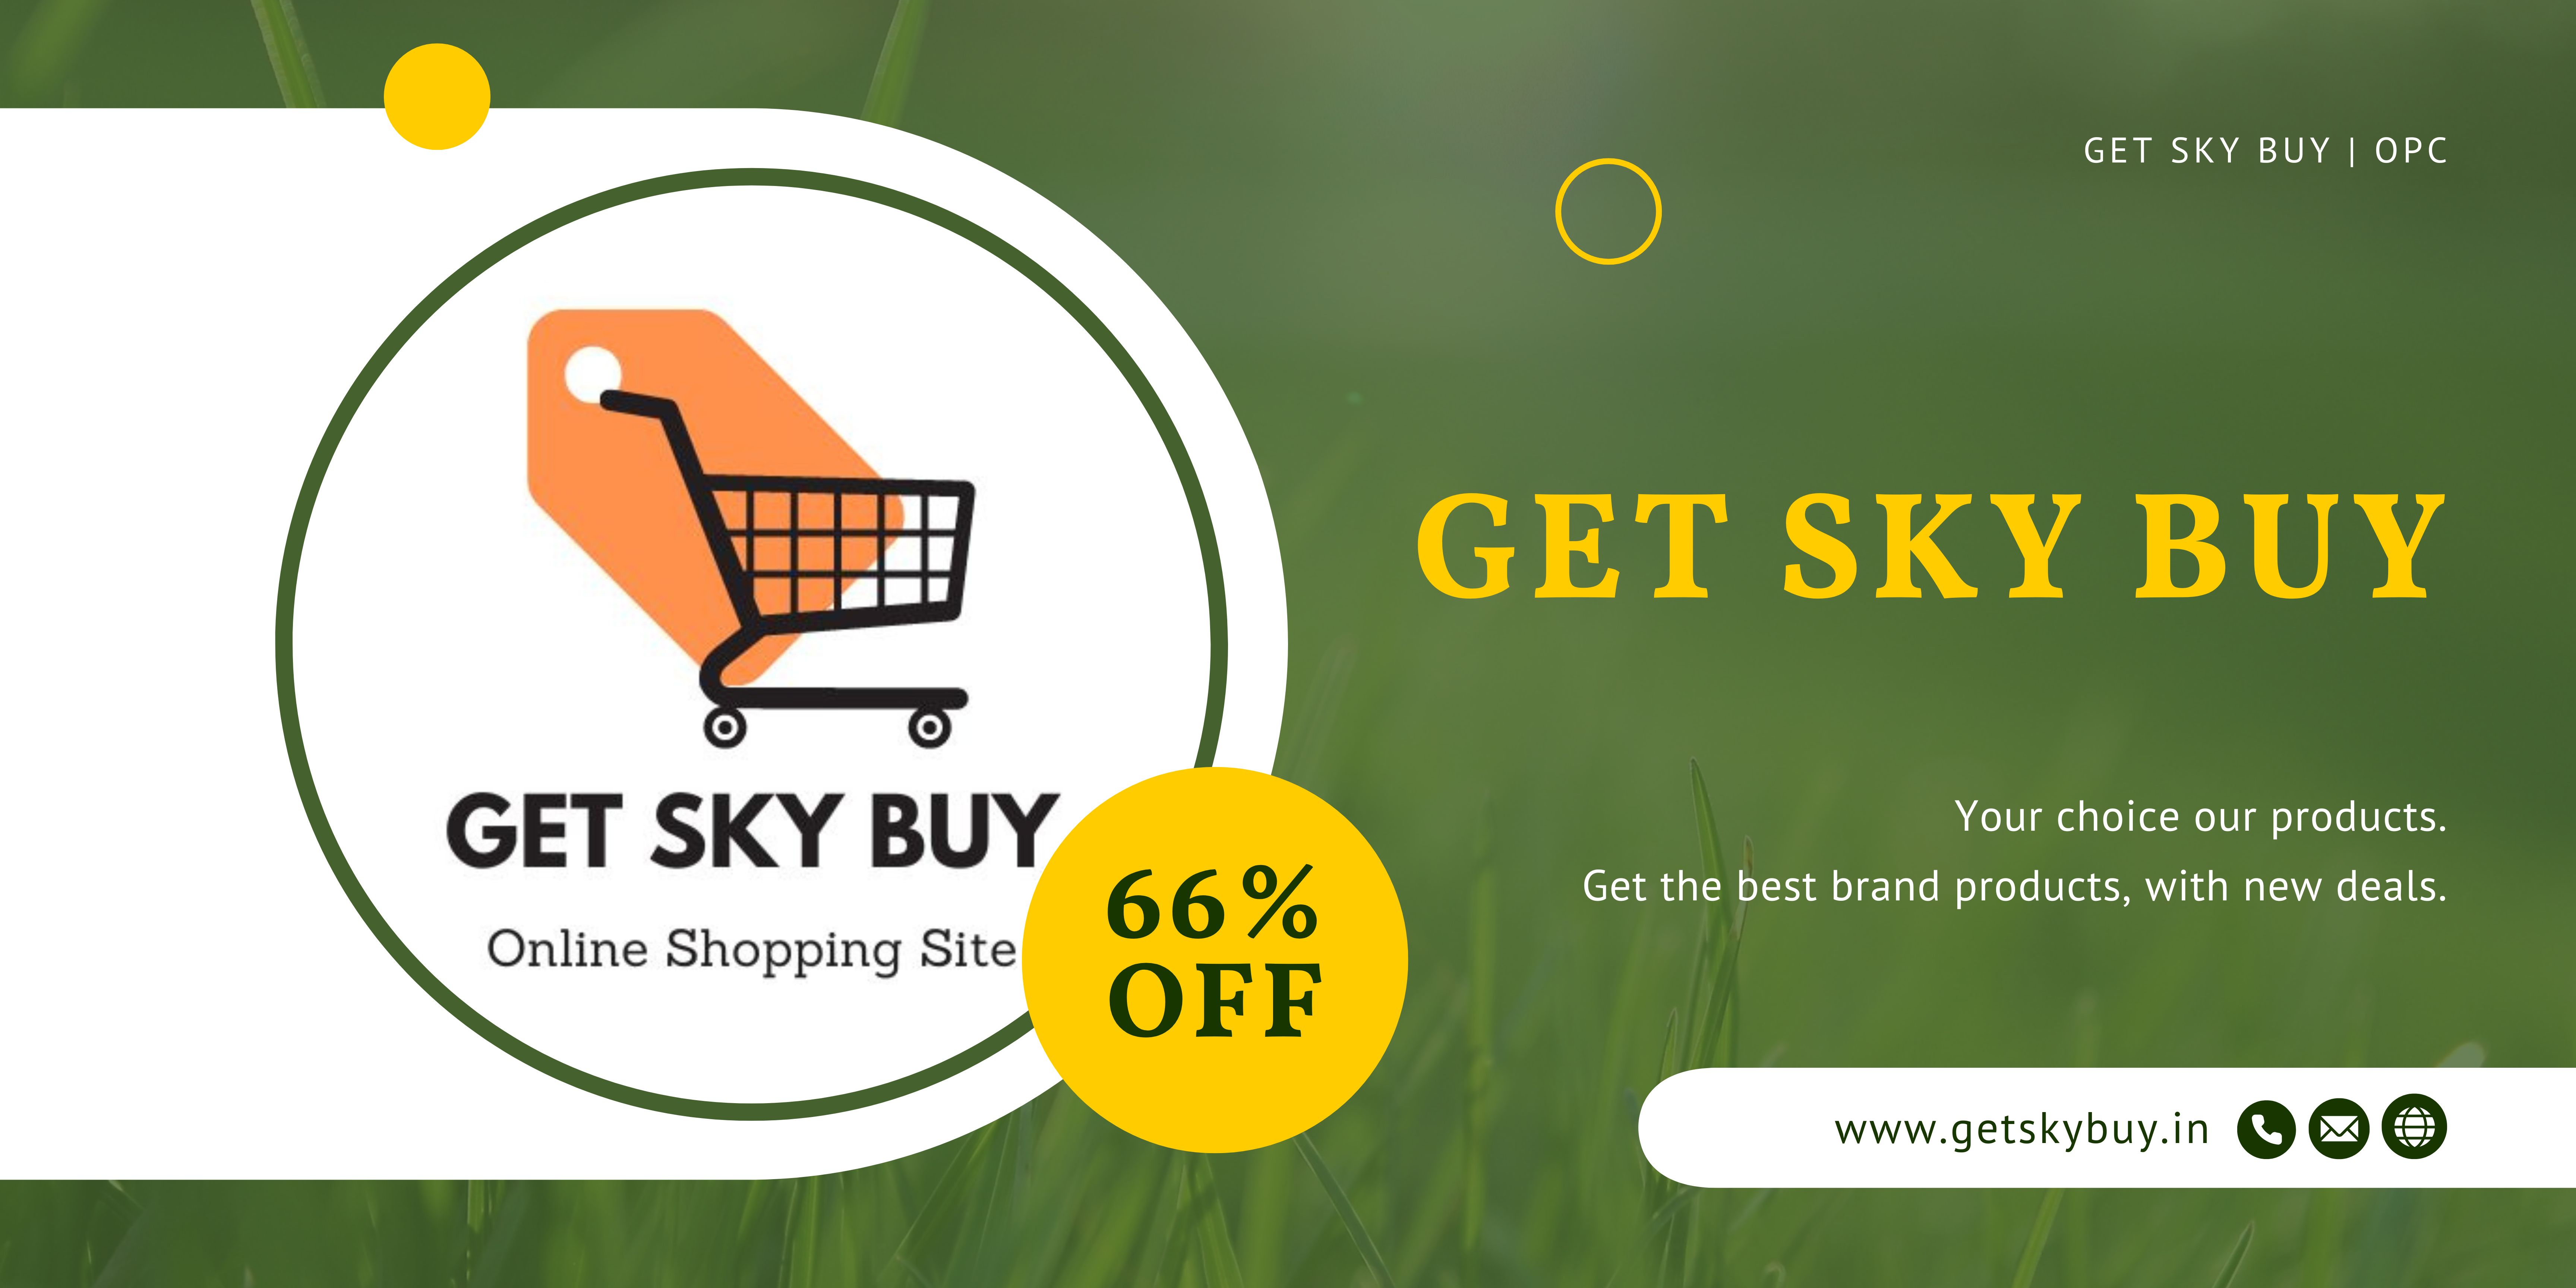 GET SKY BUY | OPC
GET SKY BUY
Online Shopping Site
66%
OFF
GET SKY BUY
Your choice our products.
Get the best brand products, with new deals.
www.getskybuy.in